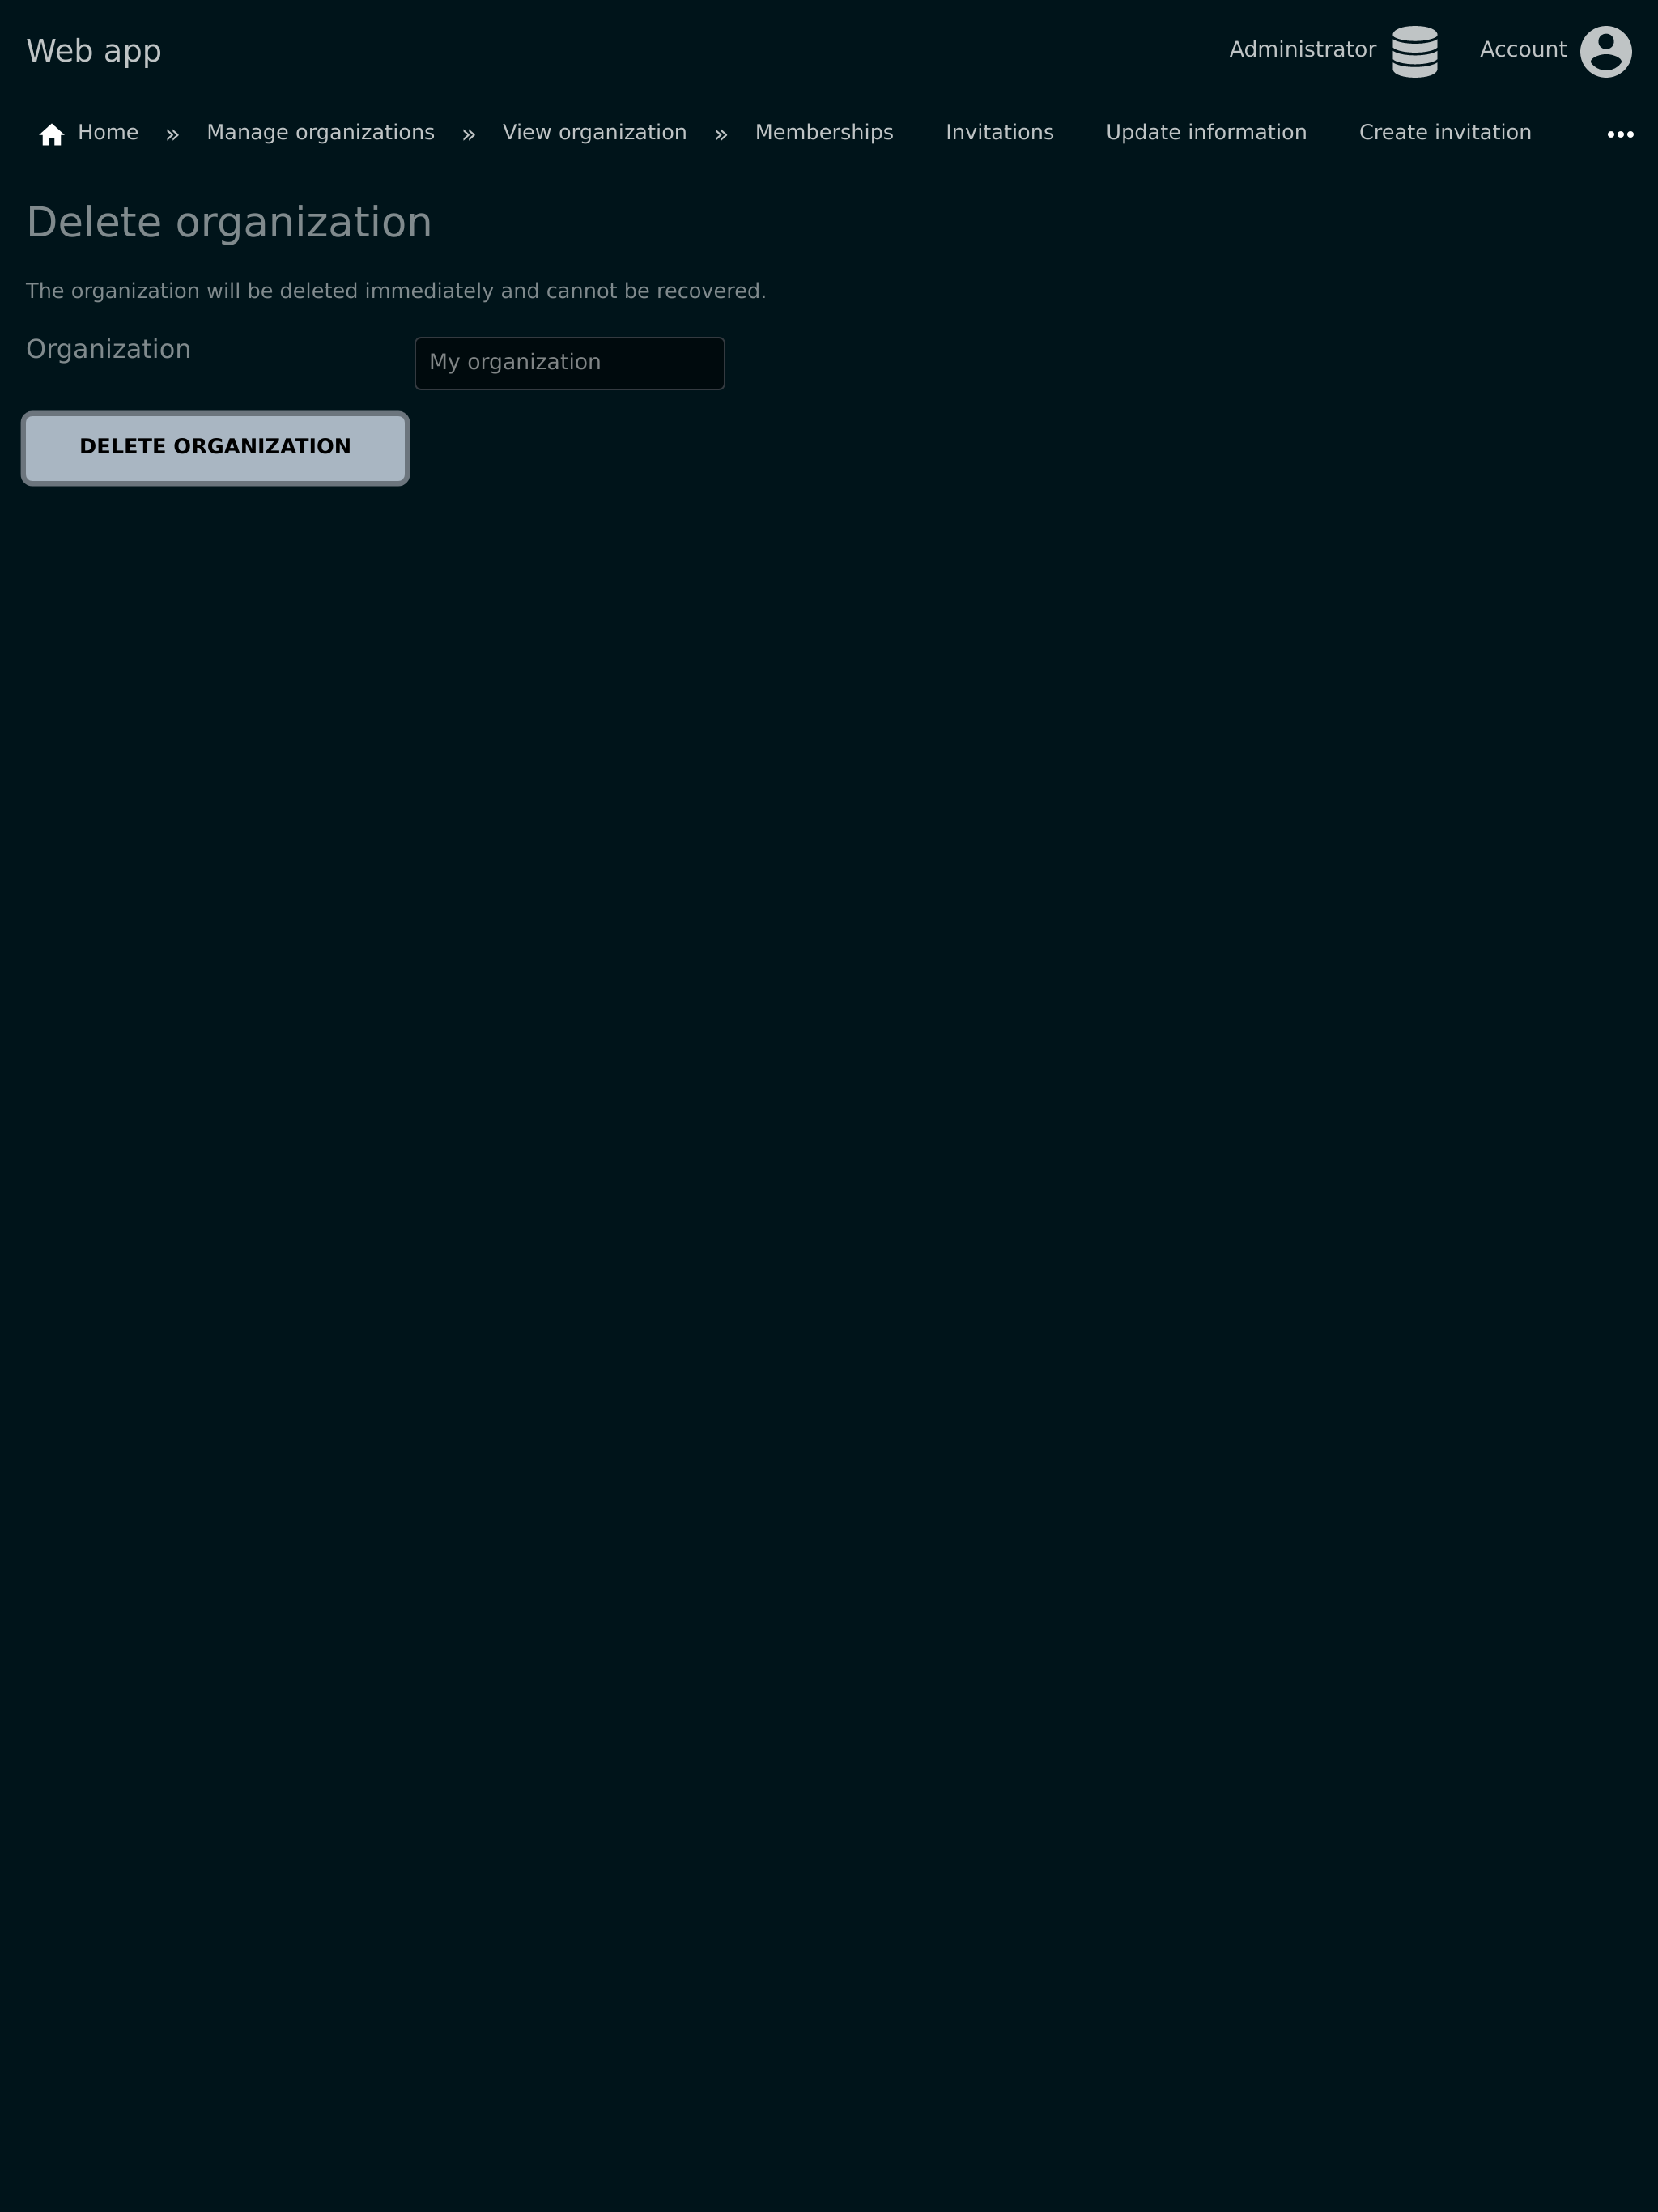 Web app
Administrator
Account
Home » Manage organizations » View organization » Memberships Invitations Update information Create invitation
Delete organization
The organization will be deleted immediately and cannot be recovered.
Organization
My organization
DELETE ORGANIZATION